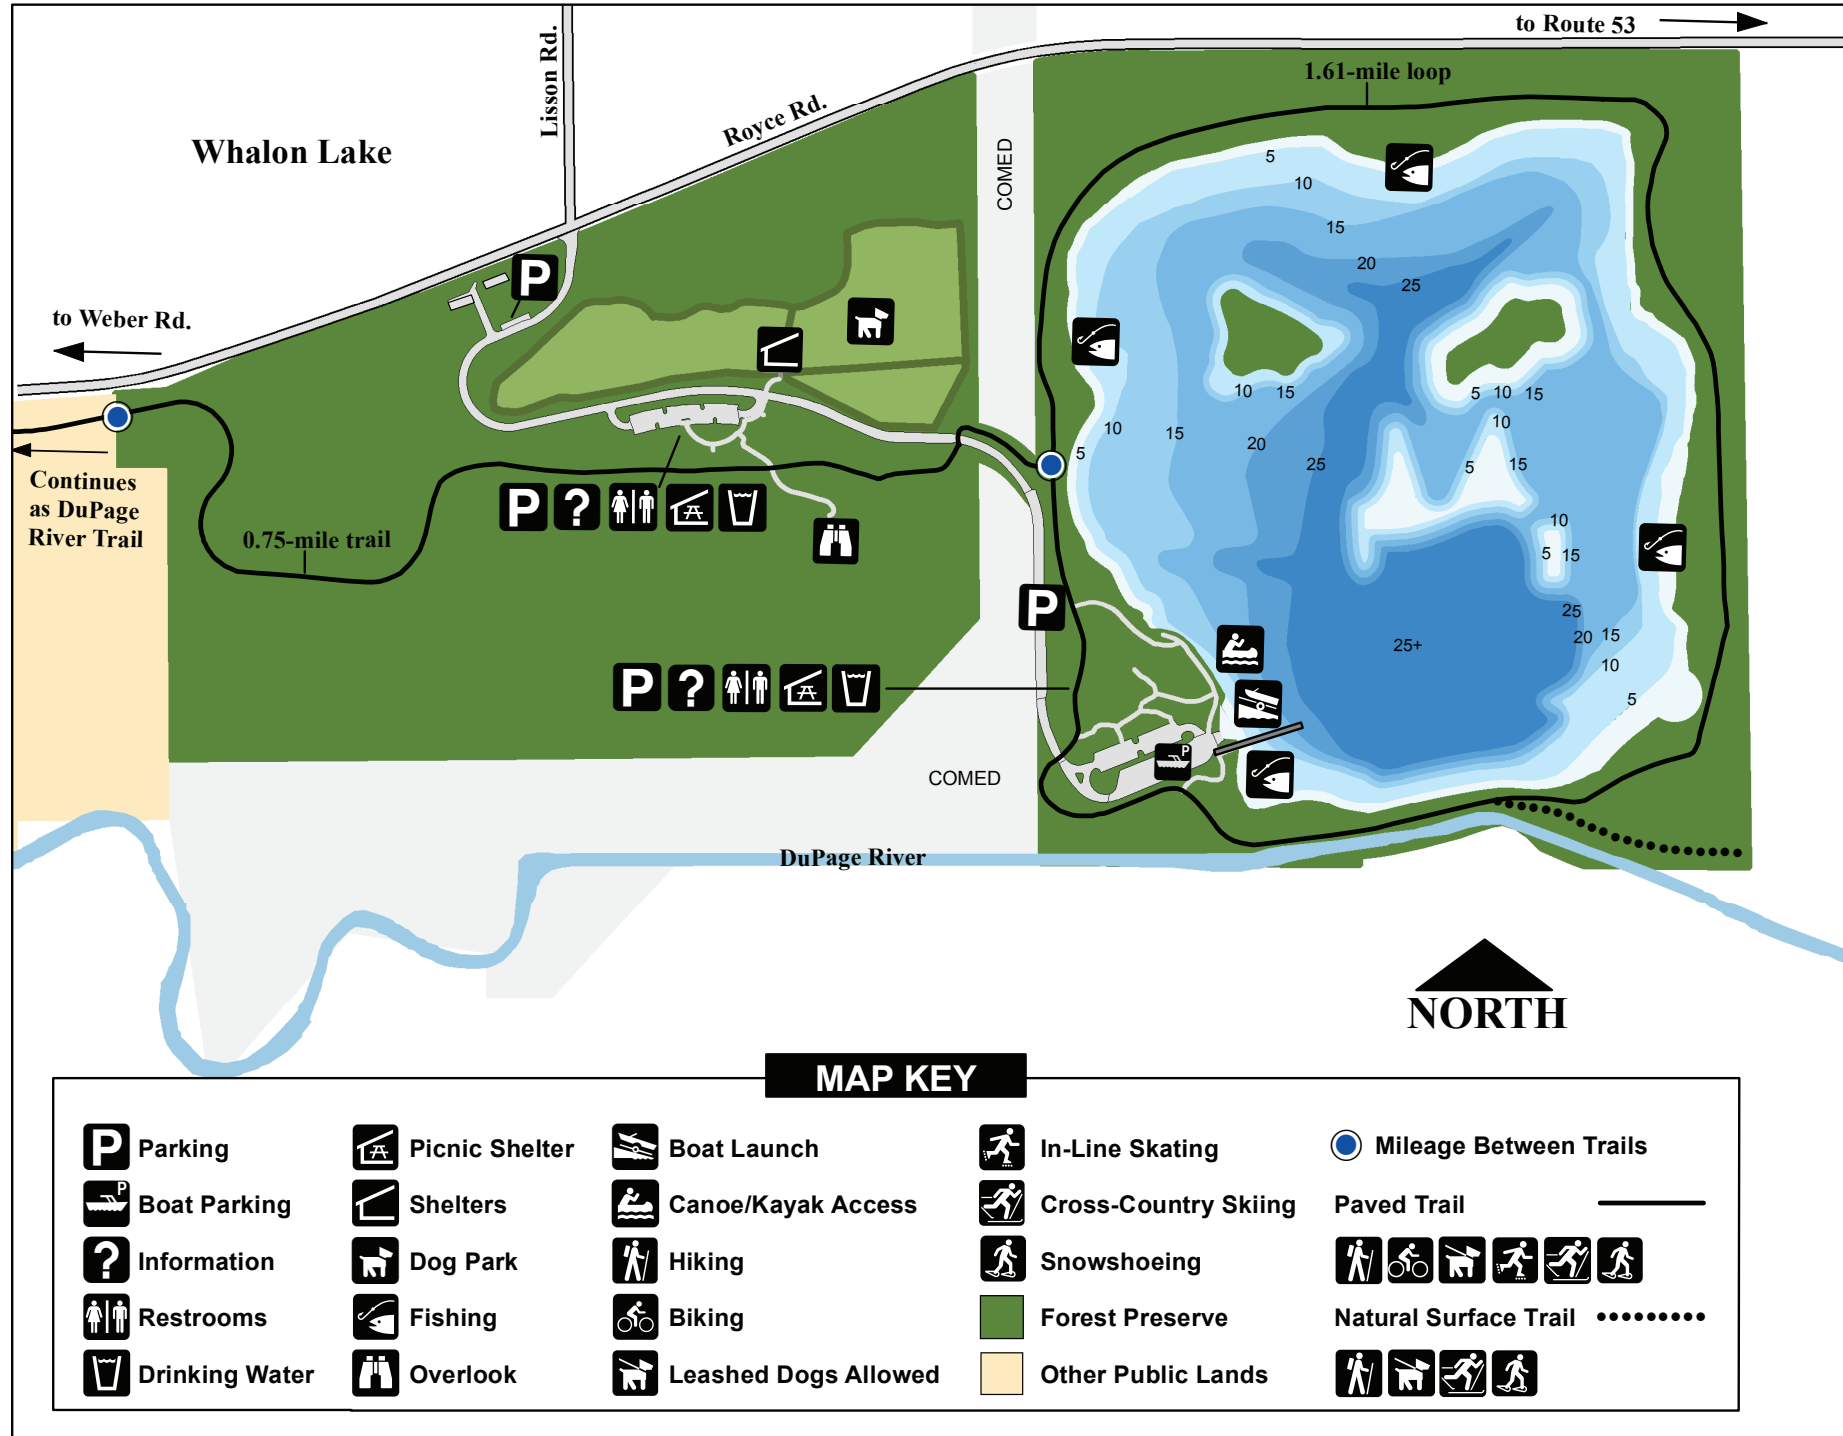 to Route 53
Lisson Rd.
1.61-mile loop
Royce Rd.
Whalon Lake
COMED
5
10
15
20
25
P
to Weber Rd.
10
15
5
10
15
10
10
15
5
20
25
5
15
Continues
as DuPage
River Trail
P
?
0.75-mile trail
10
5
15
P
25
20
15
25+
10
P
?
5
P
COMED
DuPage River
NORTH
MAP KEY
P
Parking
Picnic Shelter
Boat Launch
In-Line Skating
Mileage Between Trails
P
Boat Parking
Shelters
Canoe/Kayak Access
Cross-Country Skiing
Paved Trail
?
Information
Dog Park
Hiking
Snowshoeing
Restrooms
Fishing
Biking
Forest Preserve
Natural Surface Trail
Drinking Water
Overlook
Leashed Dogs Allowed
Other Public Lands